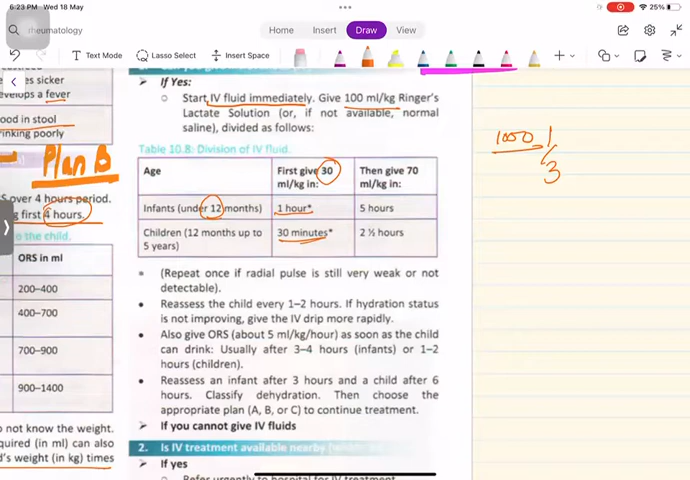 6:23 PM Wed 18 May
25%
rheumatology
Home
Insert
Draw
View
Text Mode
Lasso Select
Insert Space
es sicker
evelops a fever
ood in stool
rinking poorly
Plan B
S over 4 hours period.
first 4 hours.
o the child.
ORS in ml
200–400
400–700
700–900
900–1400
o not know the weight.
quired (in ml) can also
d's weight (in kg) times
If Yes:
Start IV fluid immediately. Give 100 ml/kg Ringer's
Lactate Solution (or, if not available, normal
saline), divided as follows:
Table 10.8: Division of IV fluid.
Age
First give 30 ml/kg in:
Then give 70 ml/kg in:
Infants (under 12 months)
1 hour*
5 hours
Children (12 months up to 5 years)
30 minutes*
2 ½ hours
(Repeat once if radial pulse is still very weak or not
detectable).
Reassess the child every 1–2 hours. If hydration status
is not improving, give the IV drip more rapidly.
Also give ORS (about 5 ml/kg/hour) as soon as the child
can drink: Usually after 3–4 hours (infants) or 1–2
hours (children).
Reassess an infant after 3 hours and a child after 6
hours. Classify dehydration. Then choose the
appropriate plan (A, B, or C) to continue treatment.
If you cannot give IV fluids
2. Is IV treatment available nearby
If yes
Refer urgently to hospital for IV treatment
1000 1
3